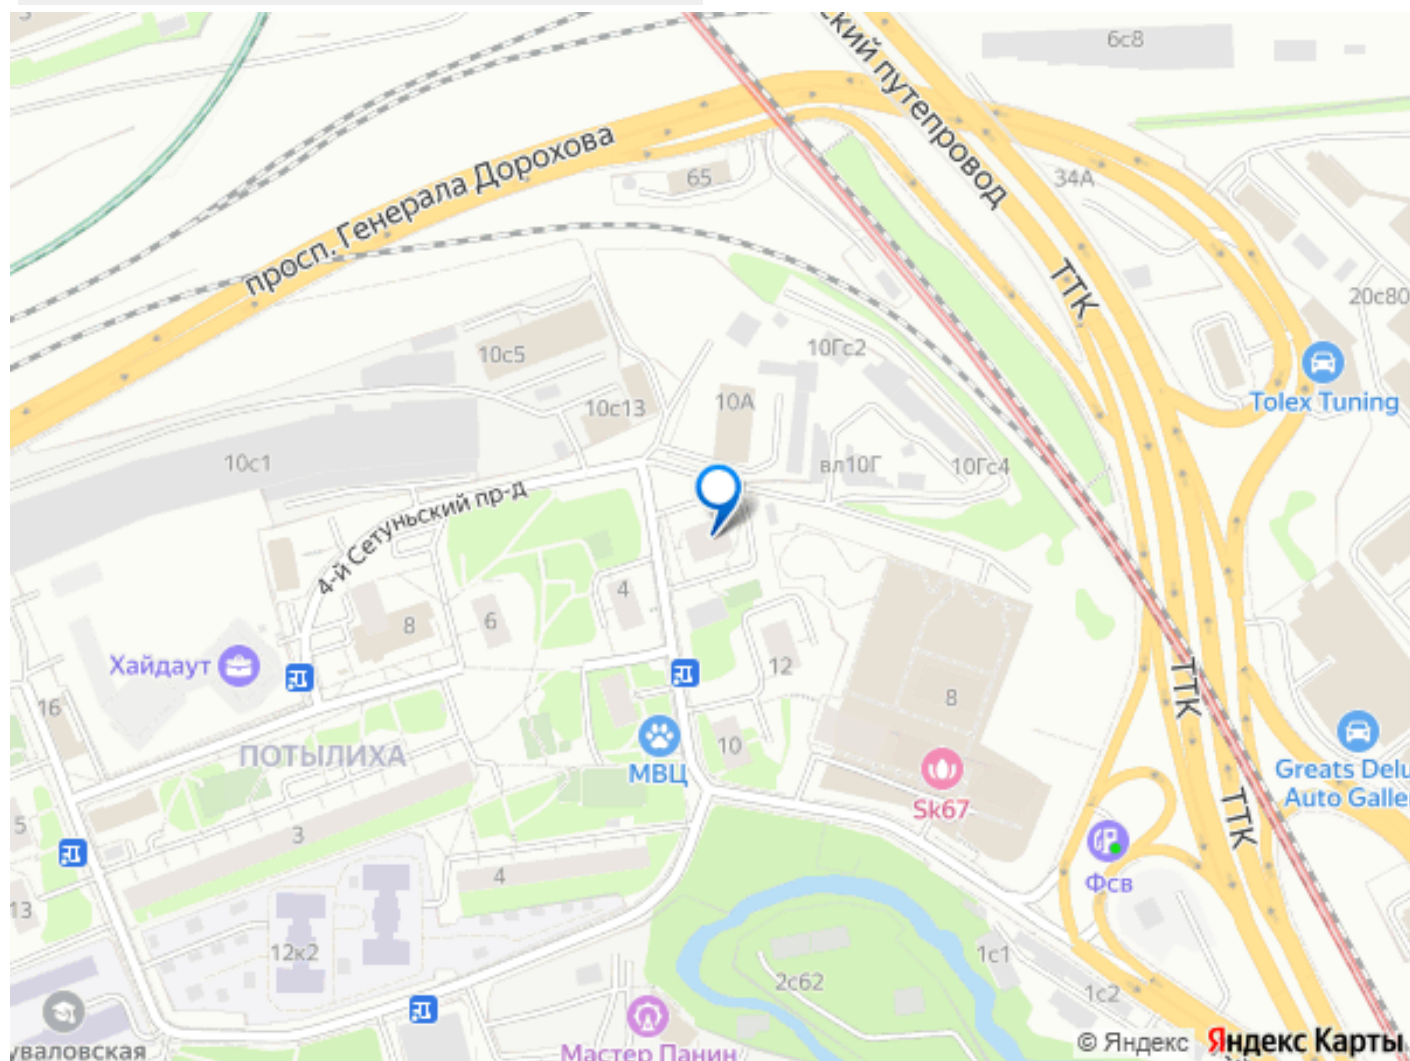 ский путепровод
6с8
просп. Генерала Дорохова
65
34А
ТТК
20с80
10Гс2
10с5
Tolex Tuning
10А
10с13
10с1
вл10Г
10Гс4
4-й Сетуньский пр-д
4
6
8
Хайдаут
12
ТТК
8
16
10
ПОТЫЛИХА
МВЦ
Greats Delu
Auto Galle
Sk67
ТТК
5
3
4
Фсв
13
12к2
1с1
2с62
1с2
уваловская
Мастер Панин
© Яндекс
Яндекс Карты